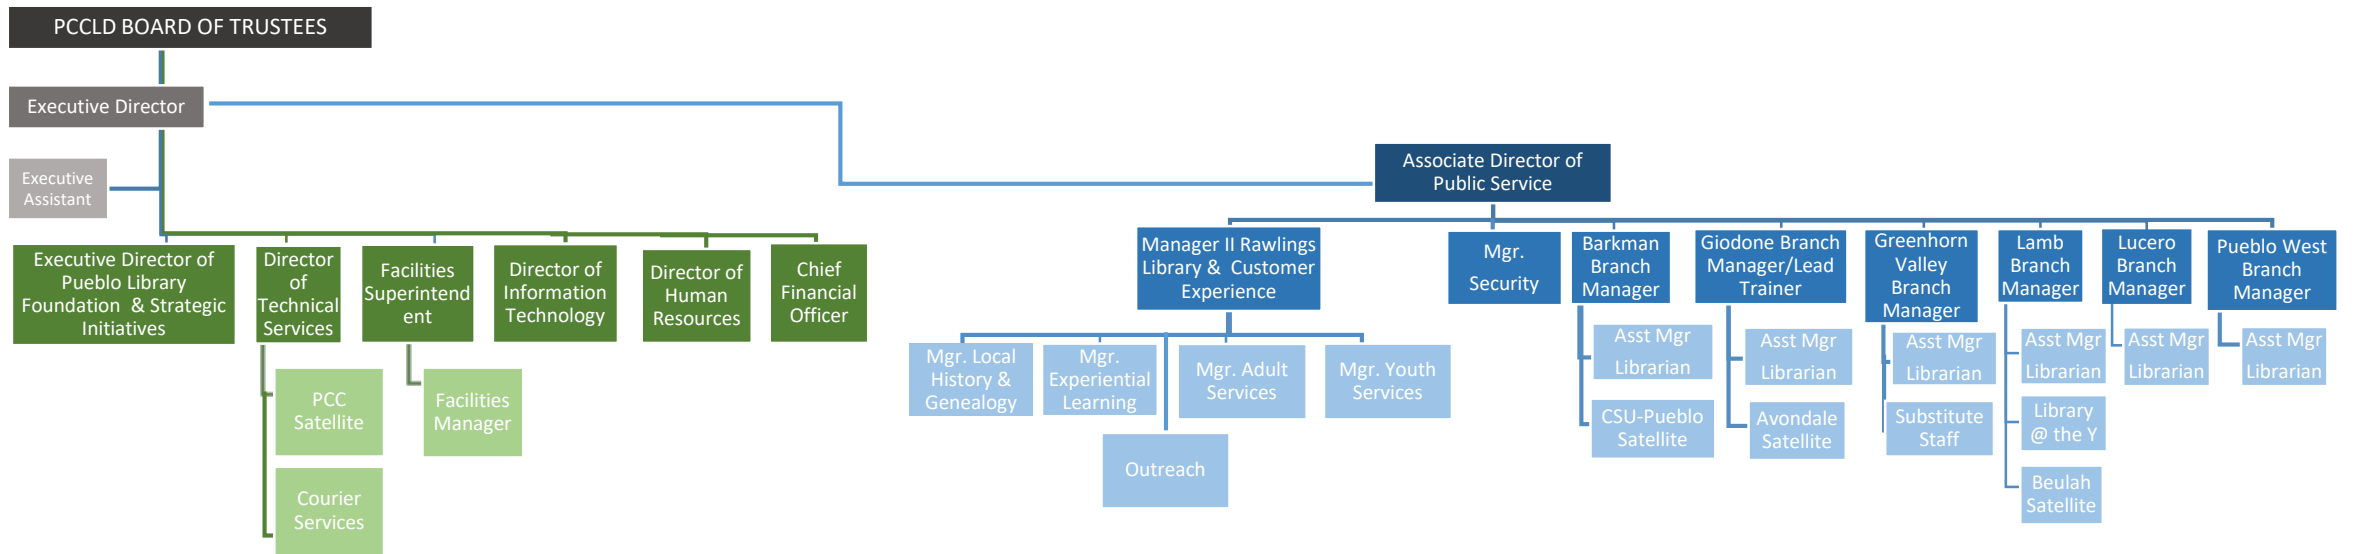 PCCLD BOARD OF TRUSTEES
Executive Director
Executive
Assistant
Associate Director of
Public Service
Executive Director of
Pueblo Library
Foundation & Strategic
Initiatives
Director
of
Technical
Services
Facilities
Superintend
ent
Director of
Information
Technology
Director of
Human
Resources
Chief
Financial
Officer
PCC
Satellite
Courier
Services
Facilities
Manager
Manager II Rawlings
Library & Customer
Experience
Mgr.
Security
Barkman
Branch
Manager
Giodone Branch
Manager/Lead
Trainer
Greenhorn
Valley
Branch
Manager
Lamb
Branch
Manager
Lucero
Branch
Manager
Pueblo West
Branch
Manager
Mgr. Local
History &
Genealogy
Mgr.
Experiential
Learning
Mgr. Adult
Services
Mgr. Youth
Services
Outreach
Asst Mgr
Librarian
CSU-Pueblo
Satellite
Asst Mgr
Librarian
Avondale
Satellite
Asst Mgr
Librarian
Substitute
Staff
Asst Mgr
Librarian
Library
@ the Y
Beulah
Satellite
Asst Mgr
Librarian
Asst Mgr
Librarian